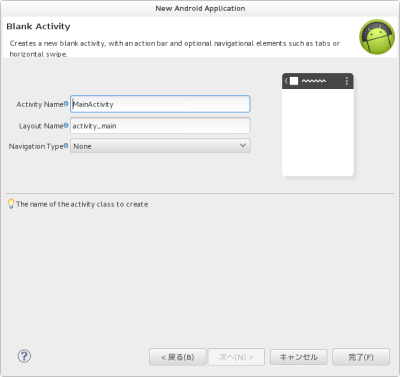 New Android Application
Blank Activity
Creates a new blank activity, with an action bar and optional navigational elements such as tabs or
horizontal swipe.
Activity Name MainActivity
Layout Name activity_main
Navigation Type None
The name of the activity class to create
< 戻る(B) 次へ(N) > キャンセル 完了(F)